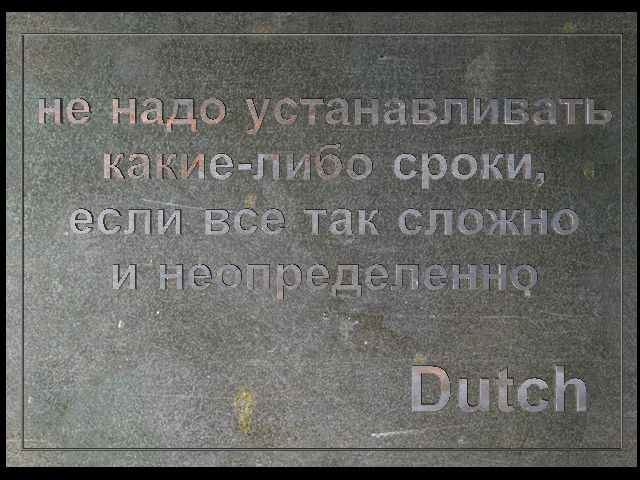 не надо устанавливать
какие-либо сроки,
если все так сложно
и неопределенно
Dutch